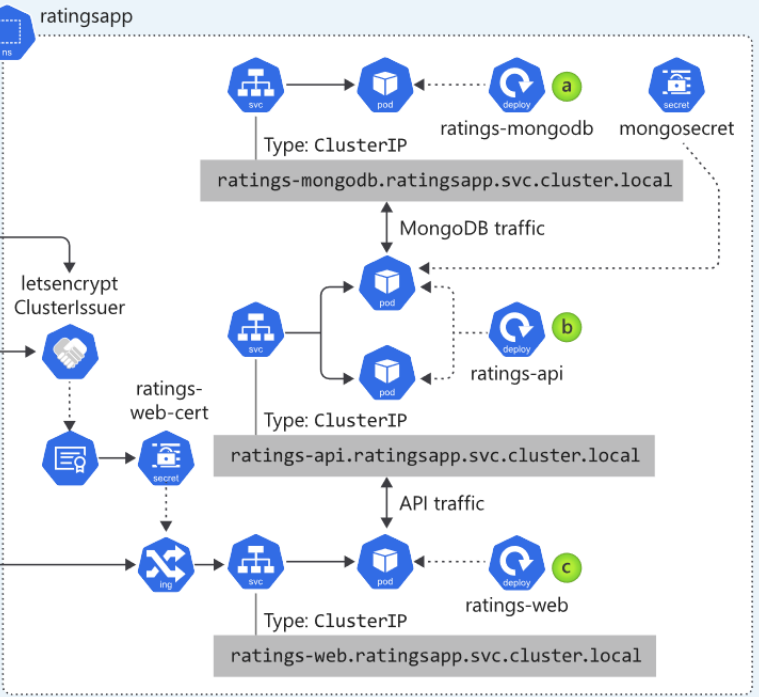 ratingsapp
ns
svc
pod
deploy
a
secret
ratings-mongodb
mongosecret
Type: ClusterIP
ratings-mongodb.ratingsapp.svc.cluster.local
MongoDB traffic
letsencrypt
ClusterIssuer
pod
svc
deploy
b
pod
ratings-api
ratings-
web-cert
Type: ClusterIP
ratings-api.ratingsapp.svc.cluster.local
secret
API traffic
ing
svc
pod
deploy
c
ratings-web
Type: ClusterIP
ratings-web.ratingsapp.svc.cluster.local